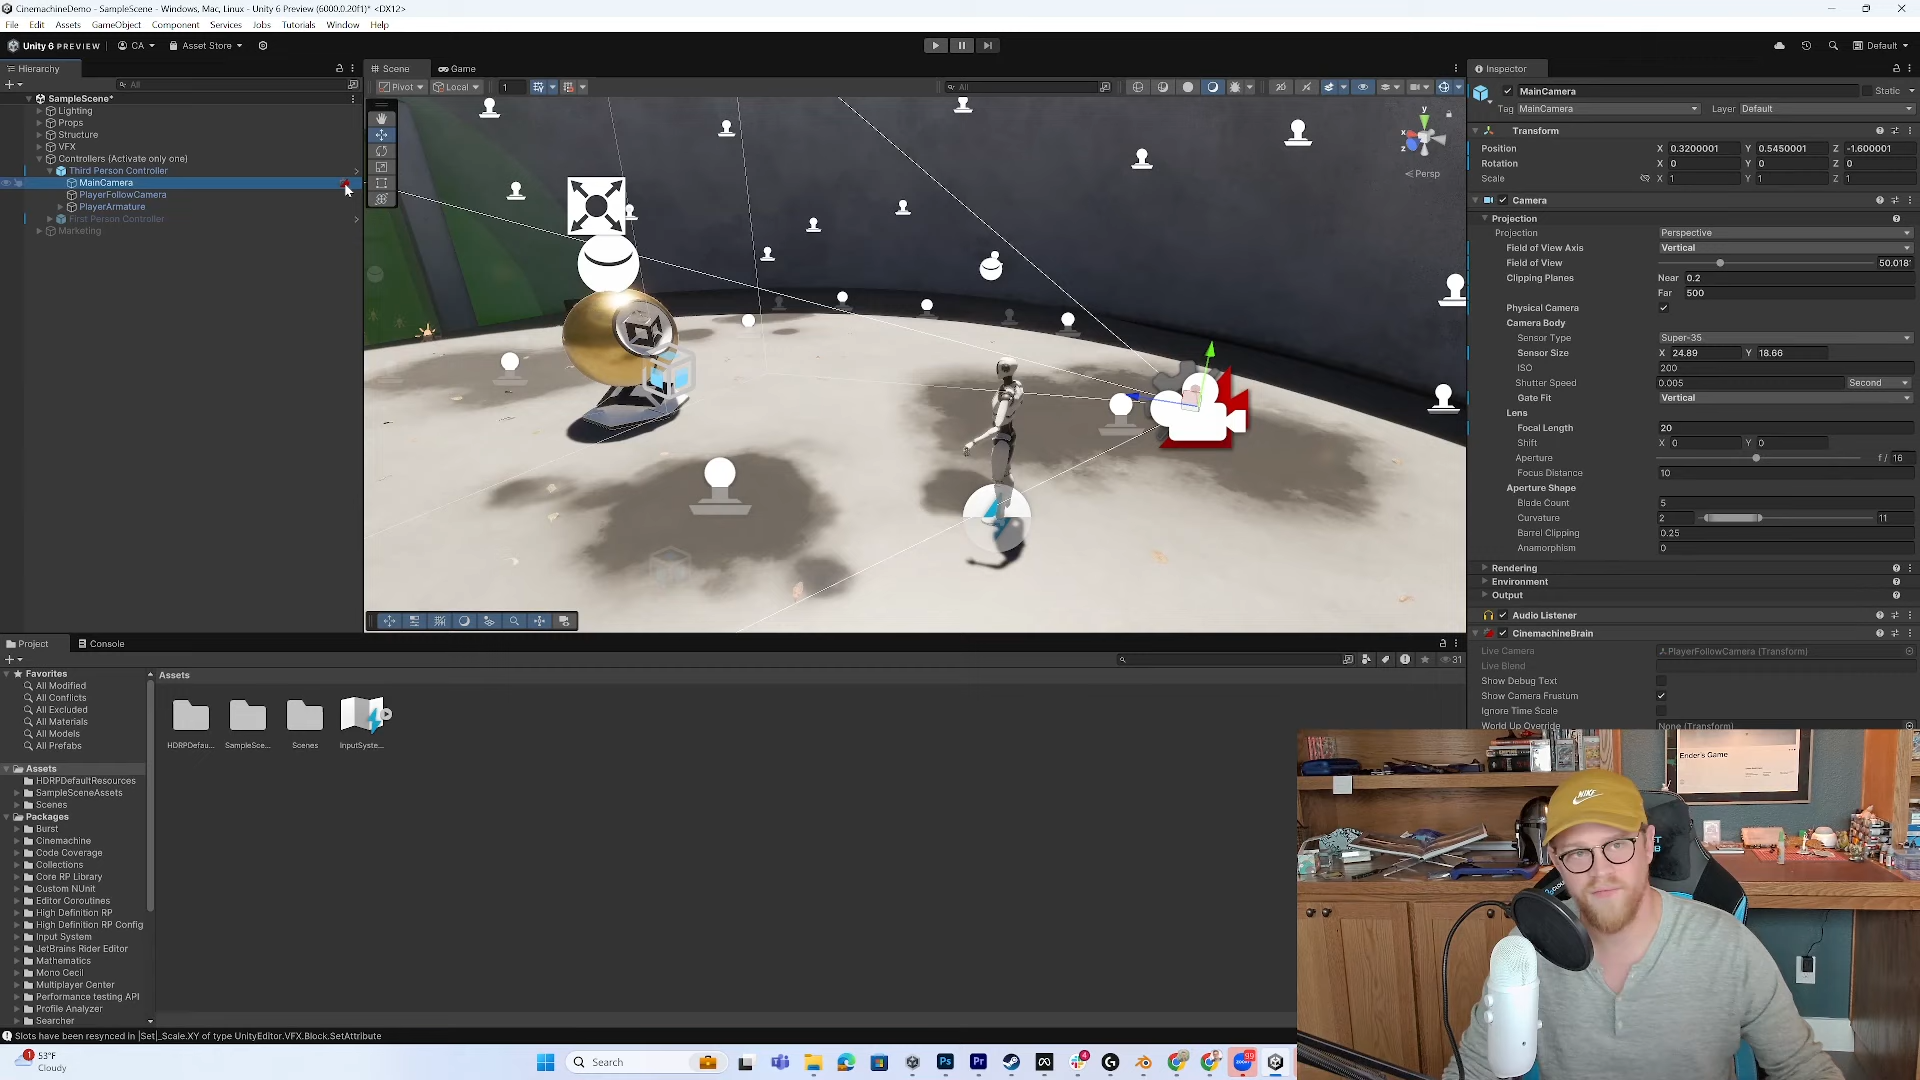 CinemachineDemo - SampleScene - Windows, Mac, Linux - Unity 6 Preview (6000.0.20f1)* <DX12>
File Edit Assets GameObject Component Services Jobs Tutorials Window Help
Unity 6 PREVIEW CA Asset Store Default
Hierarchy
All
SampleScene*
Lighting
Props
Structure
VFX
Controllers (Activate only one)
Third Person Controller
MainCamera
PlayerFollowCamera
PlayerArmature
First Person Controller
Marketing
Scene Game
Pivot Local 1 All 2D
y
x
z
Persp
Inspector
MainCamera Static
Tag MainCamera Layer Default
Transform
Position X 0.3200001 Y 0.5450001 Z -1.600001
Rotation X 0 Y 0 Z 0
Scale X 1 Y 1 Z 1
Camera
Projection
Projection Perspective
Field of View Axis Vertical
Field of View 50.018
Clipping Planes Near 0.2
Far 500
Physical Camera
Camera Body
Sensor Type Super-35
Sensor Size X 24.89 Y 18.66
ISO 200
Shutter Speed 0.005 Second
Gate Fit Vertical
Lens
Focal Length 20
Shift X 0 Y 0
Aperture f / 16
Focus Distance 10
Aperture Shape
Blade Count 5
Curvature 2 11
Barrel Clipping 0.25
Anamorphism 0
Rendering
Environment
Output
Audio Listener
CinemachineBrain
Live Camera PlayerFollowCamera (Transform)
Live Blend
Show Debug Text
Show Camera Frustum
Ignore Time Scale
World Up Override None (Transform)
Project Console
31
Favorites
All Modified
All Conflicts
All Excluded
All Materials
All Models
All Prefabs
Assets
HDRPDefaultResources
SampleSceneAssets
Scenes
Packages
Burst
Cinemachine
Code Coverage
Collections
Core RP Library
Custom NUnit
Editor Coroutines
High Definition RP
High Definition RP Config
Input System
JetBrains Rider Editor
Mathematics
Mono Cecil
Multiplayer Center
Performance testing API
Profile Analyzer
Searcher
Assets
HDRPDefau... SampleSce... Scenes InputSyste...
Ender's Game
NIKE
Slots have been resynced in |Set|_Scale.XY of type UnityEditor.VFX.Block.SetAttribute
1
53°F
Cloudy
Search
Ps Pr 4 99